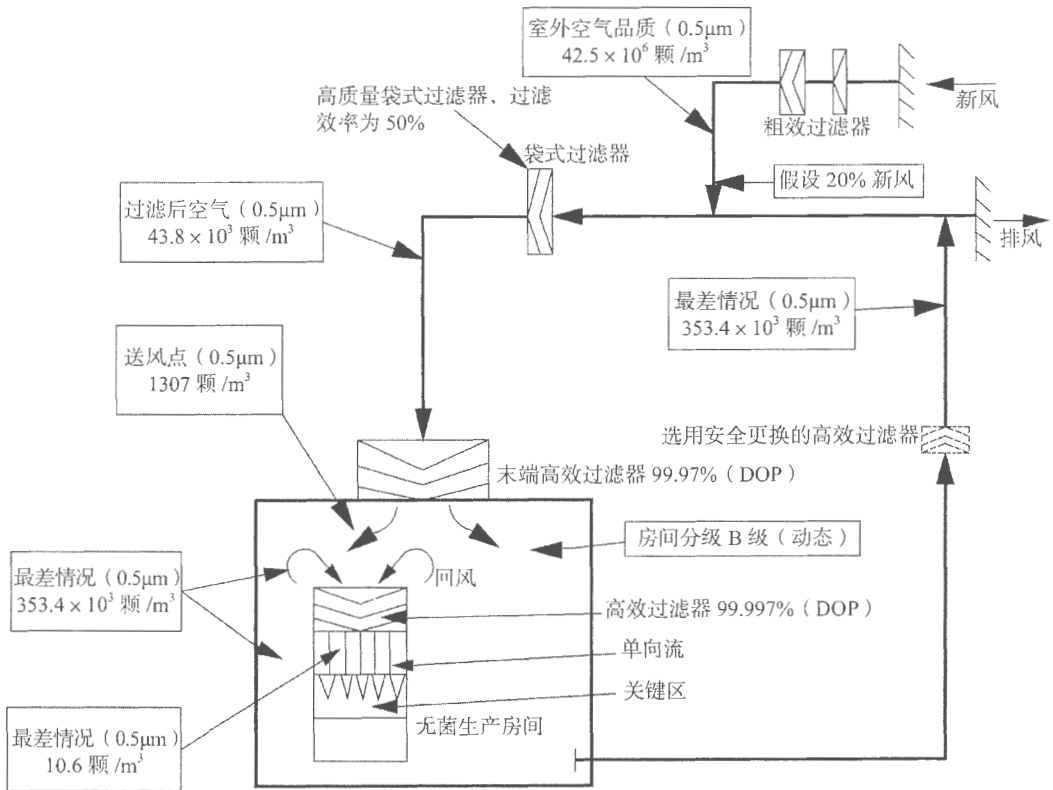 室外空气品质（0.5μm）
42.5 × 10⁶ 颗 /m³
新风
粗效过滤器
高质量袋式过滤器，过滤
效率为 50%
袋式过滤器
假设 20% 新风
过滤后空气（0.5μm）
43.8 × 10³ 颗 /m³
排风
最差情况（0.5μm）
353.4 × 10³ 颗 /m³
送风点（0.5μm）
1307 颗 /m³
选用安全更换的高效过滤器
末端高效过滤器 99.97%（DOP）
房间分级 B 级（动态）
最差情况（0.5μm）
353.4 × 10³ 颗 /m³
回风
高效过滤器 99.997%（DOP）
单向流
关键区
最差情况（0.5μm）
10.6 颗 /m³
无菌生产房间